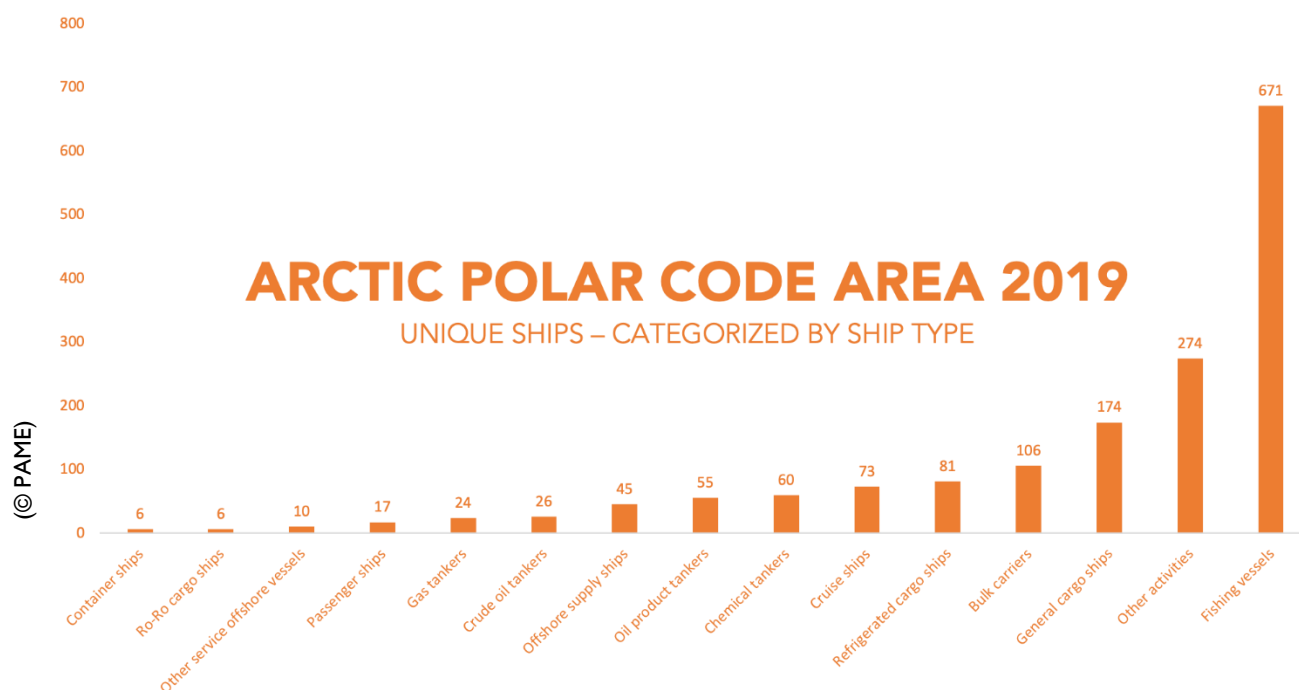 800
700
600
500
400
300
200
100
0
ARCTIC POLAR CODE AREA 2019
UNIQUE SHIPS – CATEGORIZED BY SHIP TYPE
6
6
10
17
24
26
45
55
60
73
81
106
174
274
671
Container ships
Ro-Ro cargo ships
Other service offshore vessels
Passenger ships
Gas tankers
Crude oil tankers
Offshore supply ships
Oil product tankers
Chemical tankers
Cruise ships
Refrigerated cargo ships
Bulk carriers
General cargo ships
Other activities
Fishing vessels
(© PAME)